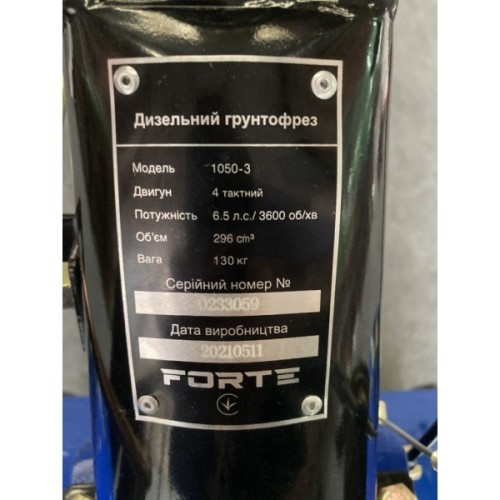 Дизельний грунтофрез
Модель 1050-3
Двигун 4 тактний
Потужність 6.5 л.с./ 3600 об/хв
Об'єм 296 cm³
Вага 130 кг
Серійний номер №
0233059
Дата виробництва
20210511
FORTE